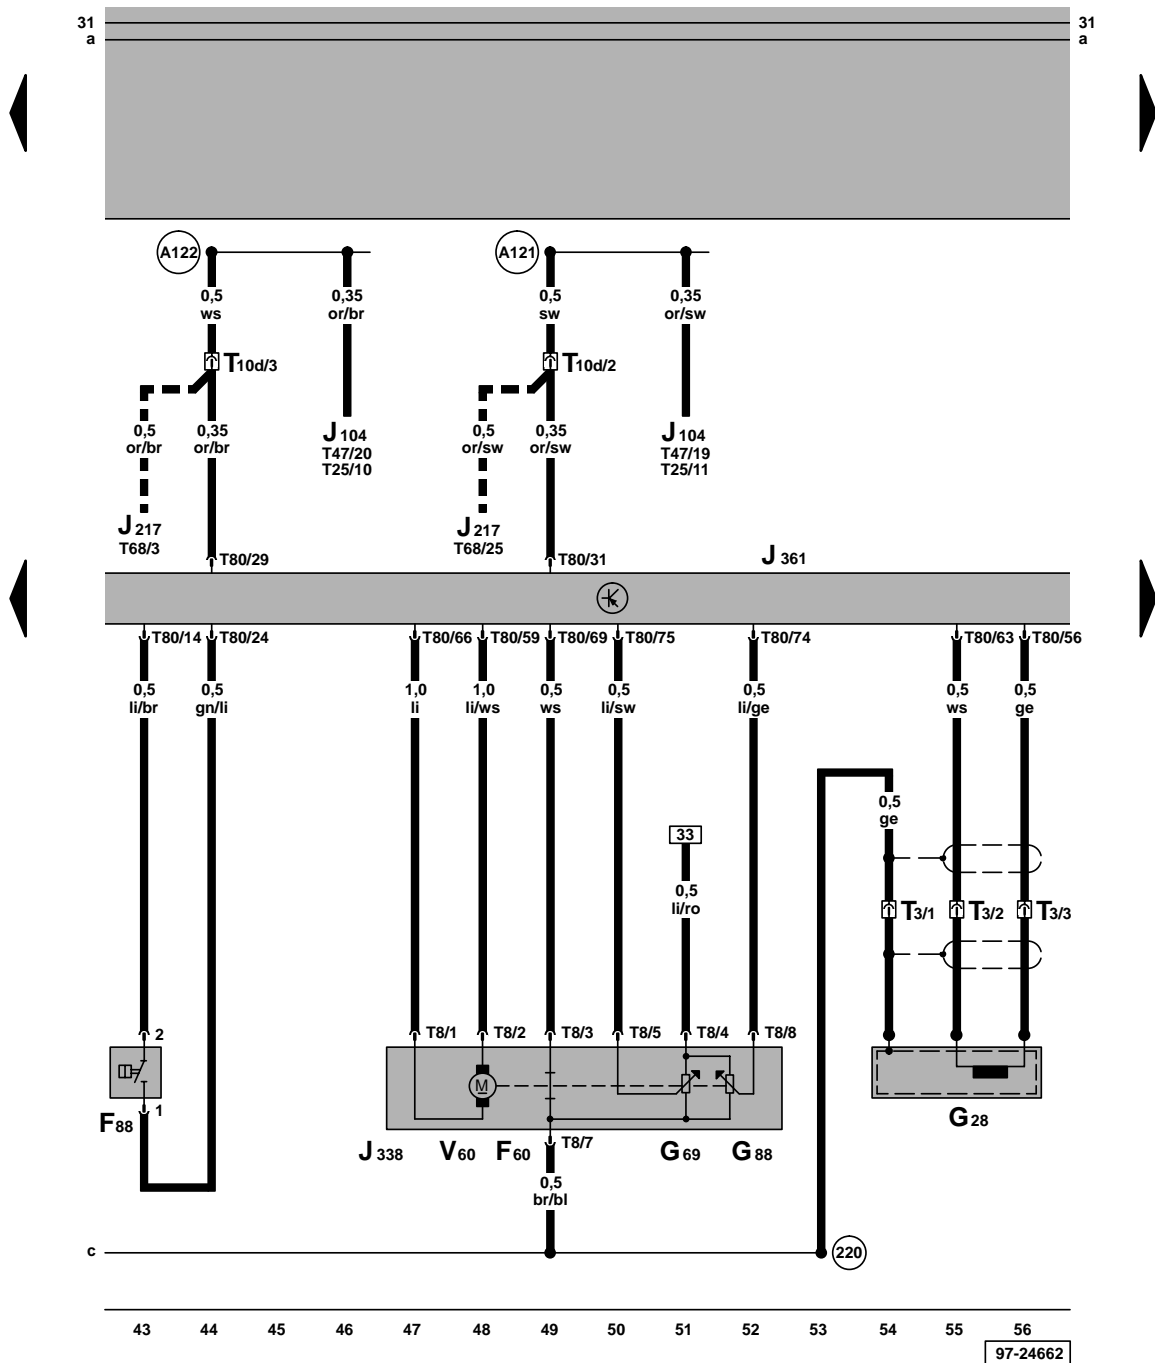 31 31
a a
A122 A121
0,5 0,35 0,5 0,35
ws or/br sw or/sw
T10d/3 T10d/2
0,5 0,35 J104 0,5 0,35 J104
or/br or/br T47/20 or/sw or/sw T47/19
T25/10 T25/11
J217 J217
T68/3 T68/25
T80/29 T80/31 J361
T80/14 T80/24 T80/66 T80/59 T80/69 T80/75 T80/74 T80/63 T80/56
0,5 0,5 1,0 1,0 0,5 0,5 0,5 0,5 0,5
li/br gn/li li li/ws ws li/sw li/ge ws ge
0,5
ge
33
0,5
li/ro
T3/1 T3/2 T3/3
2 T8/1 T8/2 T8/3 T8/5 T8/4 T8/8
M
1
F88 G28
T8/7
J338 V60 F60 G69 G88
0,5
br/bl
c 220
43 44 45 46 47 48 49 50 51 52 53 54 55 56
97-24662